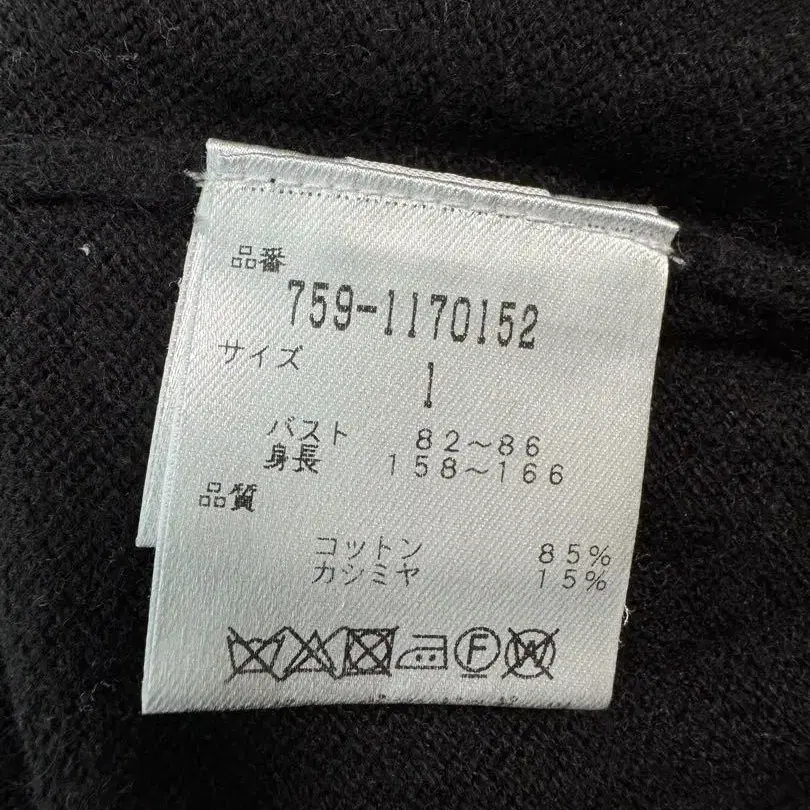 品番
759-1170152
サイズ
1
バスト 82～86
身長 158～166
品質
コットン 85%
カシミヤ 15%
F
W